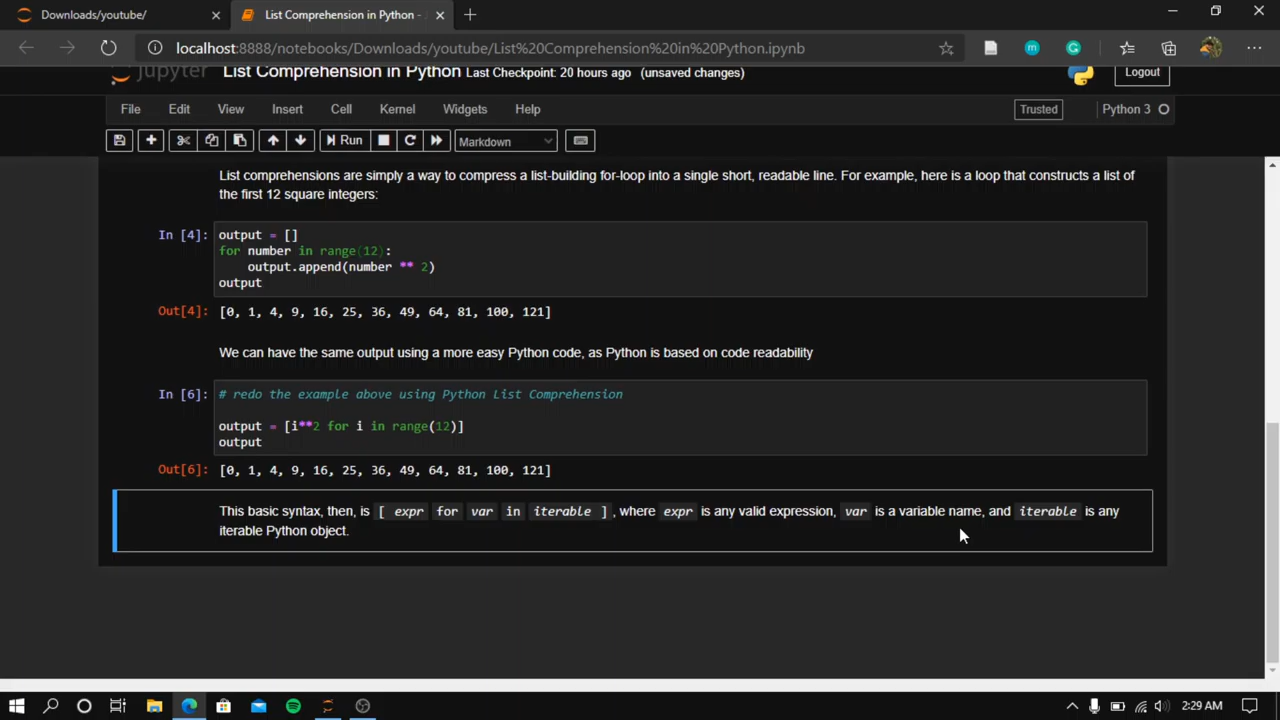 Downloads/youtube/
List Comprehension in Python -
localhost:8888/notebooks/Downloads/youtube/List%20Comprehension%20in%20Python.ipynb
jupyter List Comprehension in Python Last Checkpoint: 20 hours ago (unsaved changes)
Logout
File Edit View Insert Cell Kernel Widgets Help
Trusted
Python 3
Run
Markdown
List comprehensions are simply a way to compress a list-building for-loop into a single short, readable line. For example, here is a loop that constructs a list of
the first 12 square integers:
In [4]: output = []
for number in range(12):
    output.append(number ** 2)
output
Out[4]: [0, 1, 4, 9, 16, 25, 36, 49, 64, 81, 100, 121]
We can have the same output using a more easy Python code, as Python is based on code readability
In [6]: # redo the example above using Python List Comprehension
output = [i**2 for i in range(12)]
output
Out[6]: [0, 1, 4, 9, 16, 25, 36, 49, 64, 81, 100, 121]
This basic syntax, then, is [ expr for var in iterable ], where expr is any valid expression, var is a variable name, and iterable is any
iterable Python object.
2:29 AM